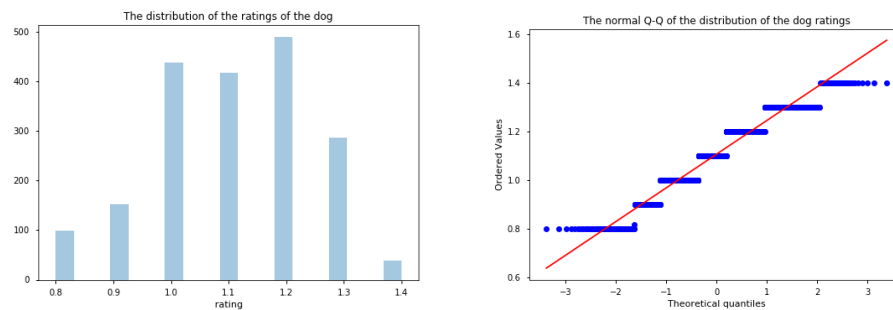 The distribution of the ratings of the dog
500
400
300
200
100
0
0.8 0.9 1.0 1.1 1.2 1.3 1.4
rating
The normal Q-Q of the distribution of the dog ratings
1.6
1.4
1.2
1.0
0.8
0.6
Ordered Values
−3 −2 −1 0 1 2 3
Theoretical quantiles